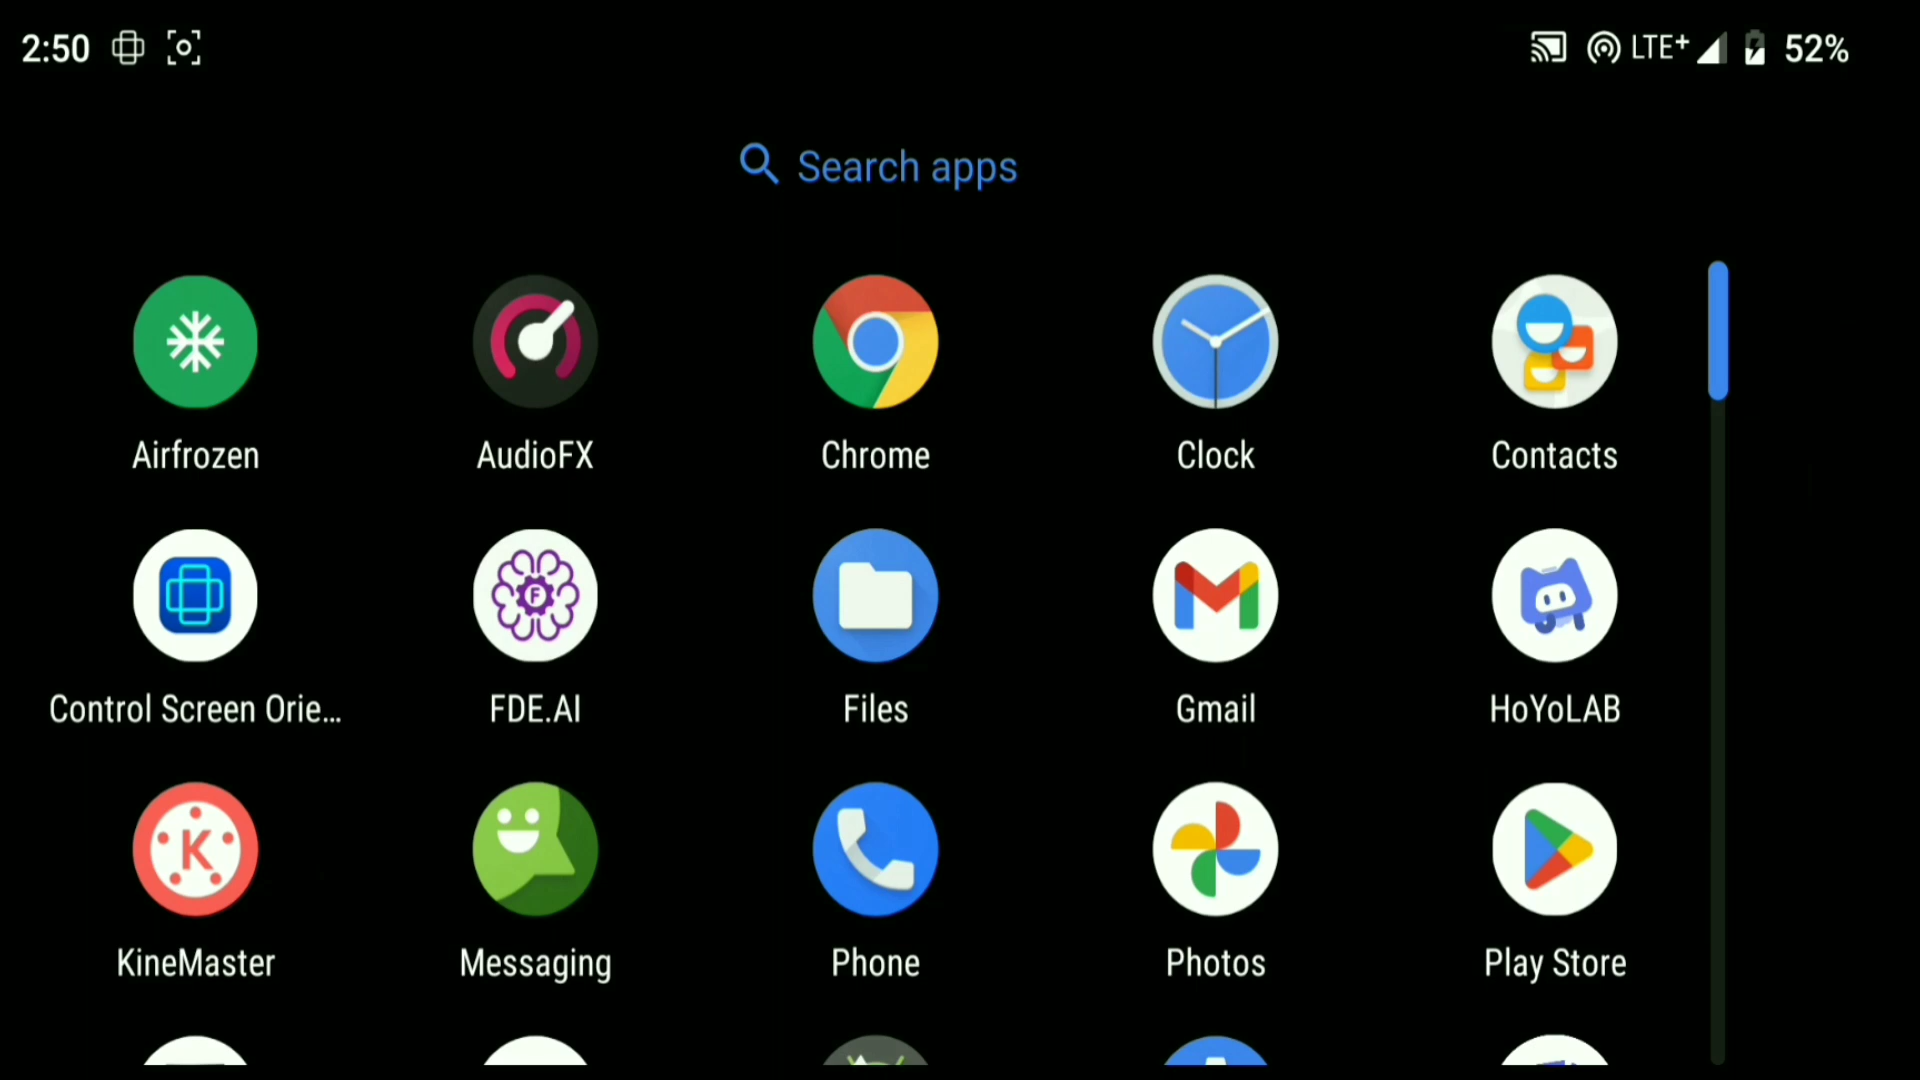 2:50 LTE+ 52%
Search apps
Airfrozen AudioFX Chrome Clock Contacts
Control Screen Orie... FDE.AI Files Gmail HoYoLAB
KineMaster Messaging Phone Photos Play Store